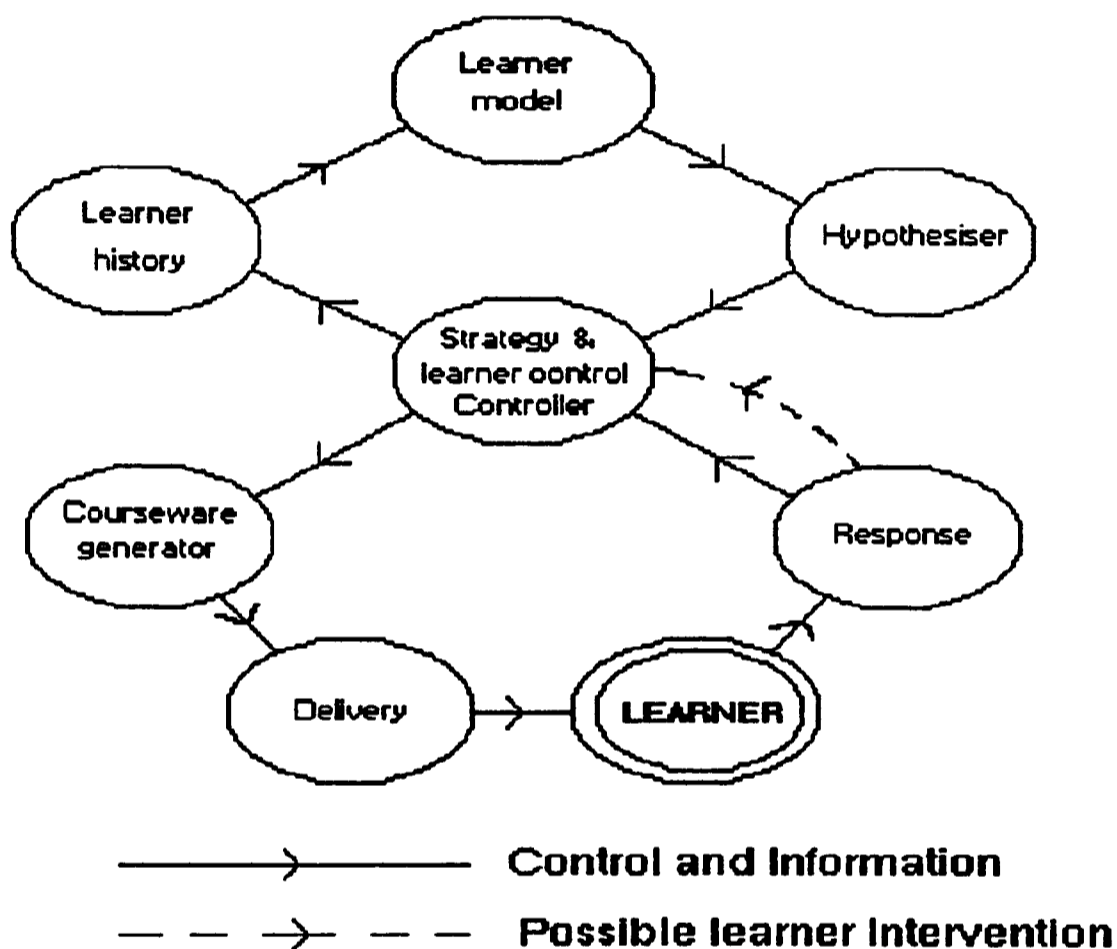 Learner
model
Learner
history
Hypothesiser
Strategy &
learner control
Controller
Courseware
generator
Response
Delivery
LEARNER
Control and Information
Possible learner Intervention